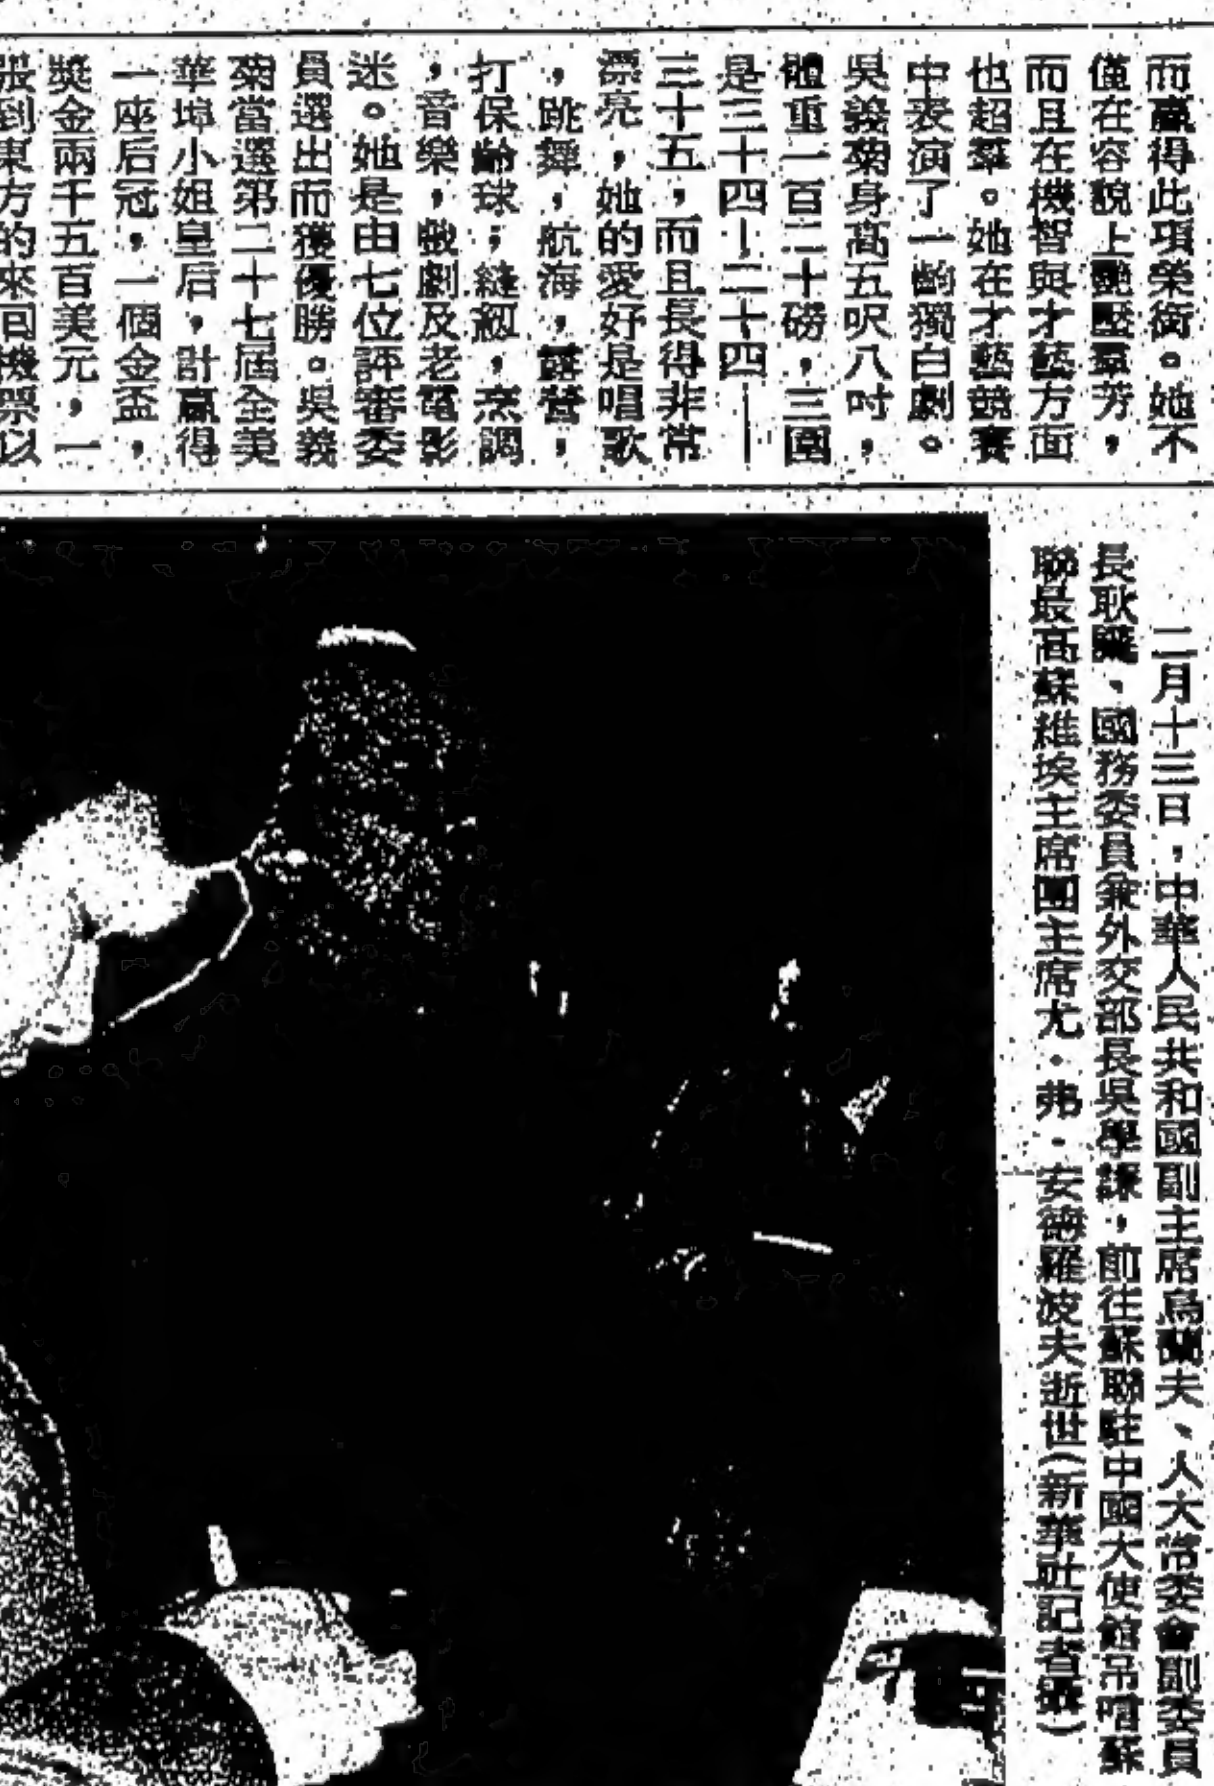 而贏得此項榮銜。她不
僅在容貌上艷壓羣芳，
而且在機智與才藝方面
也超羣。她在才藝競賽
中表演了一齣獨白劇。
吳義菊身高五呎八吋，
體重一百二十磅，三圍
是三十四—二十四——
三十五，而且長得非常
漂亮，她的愛好是唱歌
，跳舞，航海，露營，
打保齡球，縫紉，烹調
，音樂，戲劇及老電影
迷。她是由七位評審委
員選出而獲優勝。吳義
菊當選第二十七屆全美
華埠小姐皇后，計贏得
一座后冠，一個金盃，
獎金兩千五百美元，一
張到東方的來回機票以
二月十三日，中華人民共和國副主席烏蘭夫、人大常委會副委員
長耿飈、國務委員兼外交部長吳學謙，前往蘇聯駐中國大使館吊唁蘇
聯最高蘇維埃主席團主席尤·弗·安德羅波夫逝世（新華社記者攝）